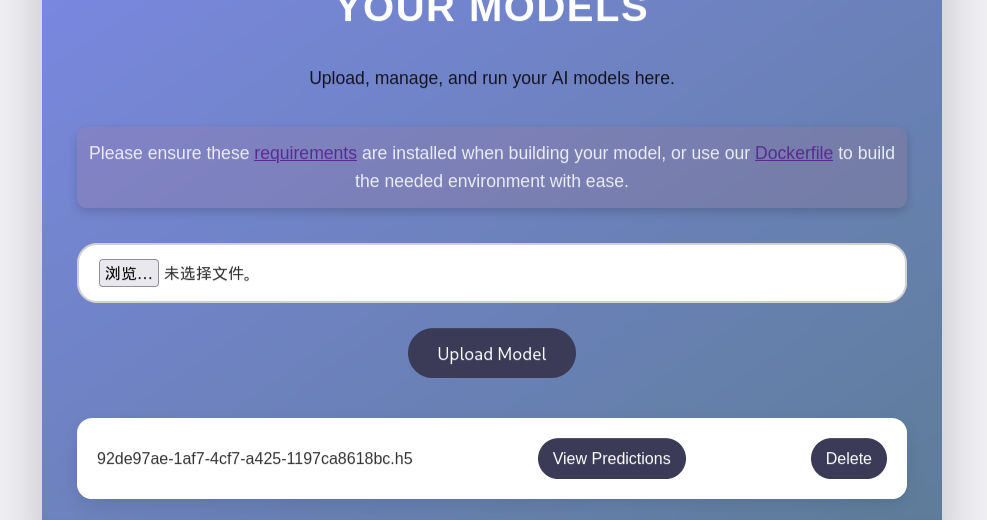 YOUR MODELS
Upload, manage, and run your AI models here.
Please ensure these requirements are installed when building your model, or use our Dockerfile to build
the needed environment with ease.
浏览... 未选择文件。
Upload Model
92de97ae-1af7-4cf7-a425-1197ca8618bc.h5 View Predictions Delete